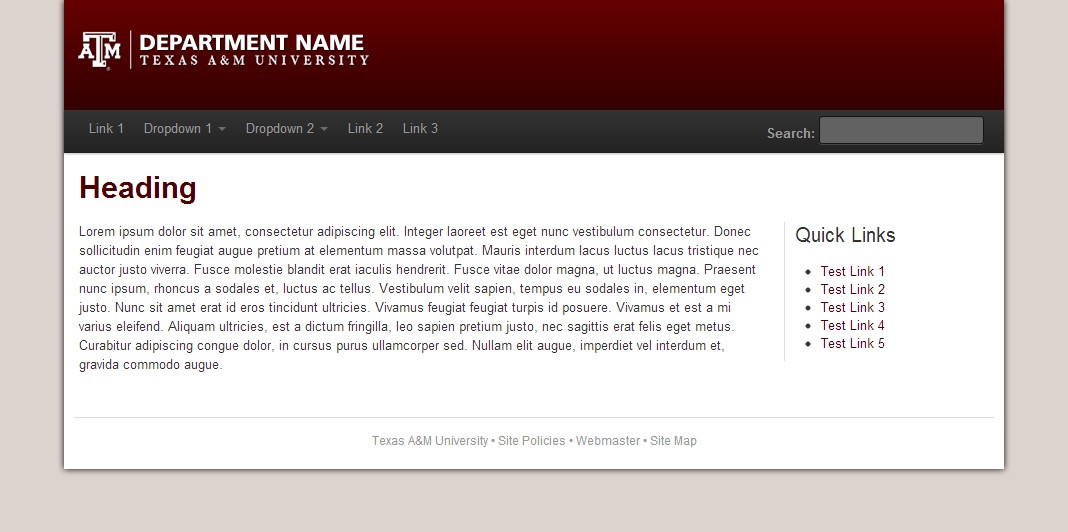 ATM
DEPARTMENT NAME
TEXAS A&M UNIVERSITY
Link 1 Dropdown 1 Dropdown 2 Link 2 Link 3 Search:
Heading
Lorem ipsum dolor sit amet, consectetur adipiscing elit. Integer laoreet est eget nunc vestibulum consectetur. Donec
sollicitudin enim feugiat augue pretium at elementum massa volutpat. Mauris interdum lacus luctus lacus tristique nec
auctor justo viverra. Fusce molestie blandit erat iaculis hendrerit. Fusce vitae dolor magna, ut luctus magna. Praesent
nunc ipsum, rhoncus a sodales et, luctus ac tellus. Vestibulum velit sapien, tempus eu sodales in, elementum eget
justo. Nunc sit amet erat id eros tincidunt ultricies. Vivamus feugiat feugiat turpis id posuere. Vivamus et est a mi
varius eleifend. Aliquam ultricies, est a dictum fringilla, leo sapien pretium justo, nec sagittis erat felis eget metus.
Curabitur adipiscing congue dolor, in cursus purus ullamcorper sed. Nullam elit augue, imperdiet vel interdum et,
gravida commodo augue.
Quick Links
• Test Link 1
• Test Link 2
• Test Link 3
• Test Link 4
• Test Link 5
Texas A&M University • Site Policies • Webmaster • Site Map